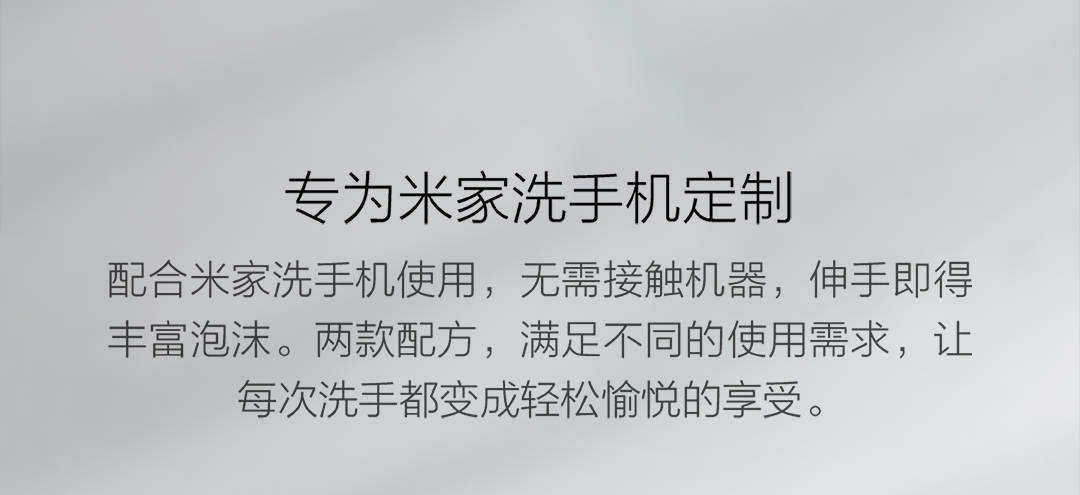 专为米家洗手机定制
配合米家洗手机使用，无需接触机器，伸手即得
丰富泡沫。两款配方，满足不同的使用需求，让
每次洗手都变成轻松愉悦的享受。